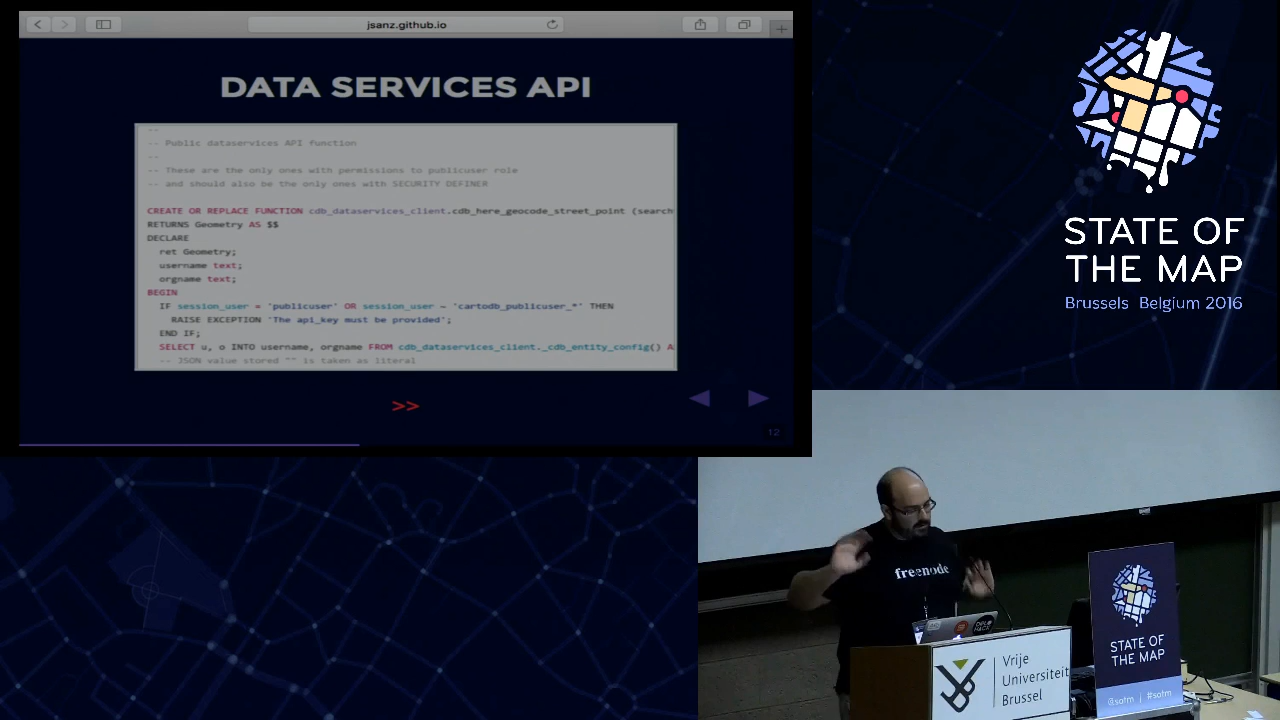 jsanz.github.io
DATA SERVICES API
--
-- Public dataservices API function
--
-- These are the only ones with permissions to publicuser role
-- and should also be the only ones with SECURITY DEFINER
CREATE OR REPLACE FUNCTION cdb_dataservices_client.cdb_here_geocode_street_point (search
RETURNS Geometry AS $$
DECLARE
ret Geometry;
username text;
orgname text;
BEGIN
IF session_user = 'publicuser' OR session_user ~ 'cartodb_publicuser_*' THEN
RAISE EXCEPTION 'The api_key must be provided';
END IF;
SELECT u, o INTO username, orgname FROM cdb_dataservices_client._cdb_entity_config() A
-- JSON value stored "" is taken as literal
>>
12
STATE OF
THE MAP
Brussels Belgium 2016
freenode
Vrije
Universiteit
Brussel
STATE OF
THE MAP
@sotm | #sotm